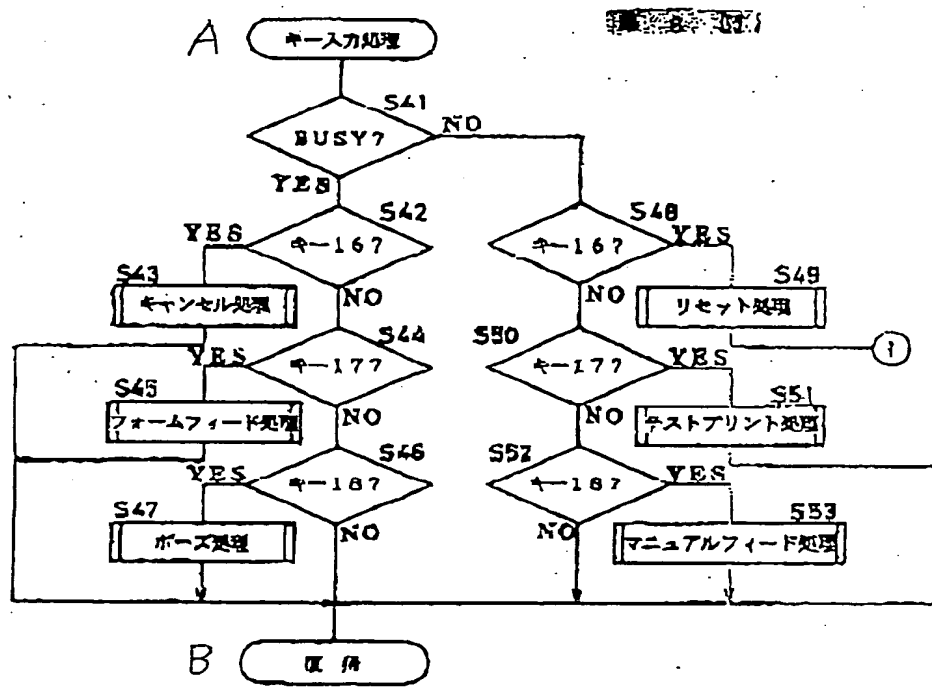 A
キー入力処理
S41
BUSY?
NO
YES
S42
キー16?
YES
NO
S43
キャンセル処理
S44
キー17?
YES
NO
S45
フォームフィード処理
S46
キー18?
YES
NO
S47
ポーズ処理
S48
キー16?
YES
NO
S49
リセット処理
1
S50
キー17?
YES
NO
S51
テストプリント処理
S52
キー18?
YES
NO
S53
マニュアルフィード処理
B